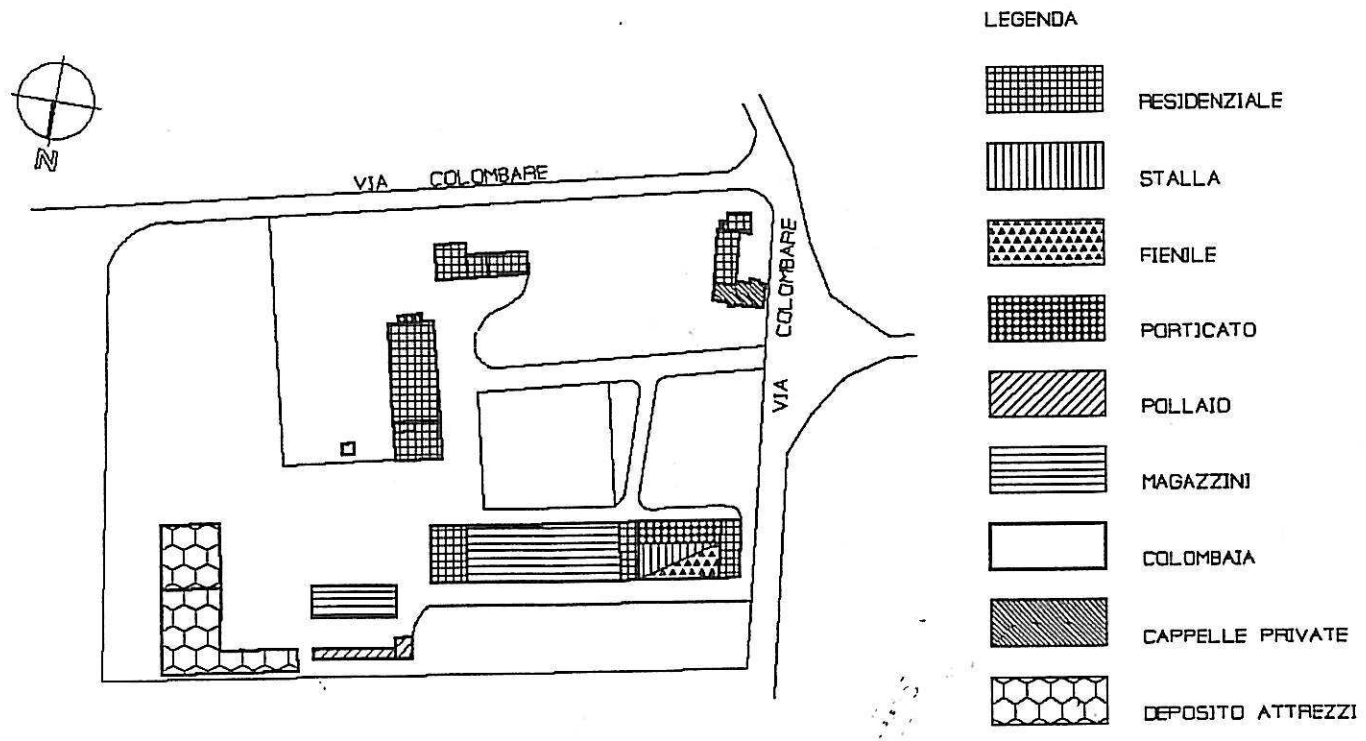 LEGENDA
RESIDENZIALE
STALLA
FIENILE
PORTICATO
POLLAIO
MAGAZZINI
COLOMBAIA
CAPPELLE PRIVATE
DEPOSITO ATTREZZI
N
VIA COLOMBARE
VIA COLOMBARE